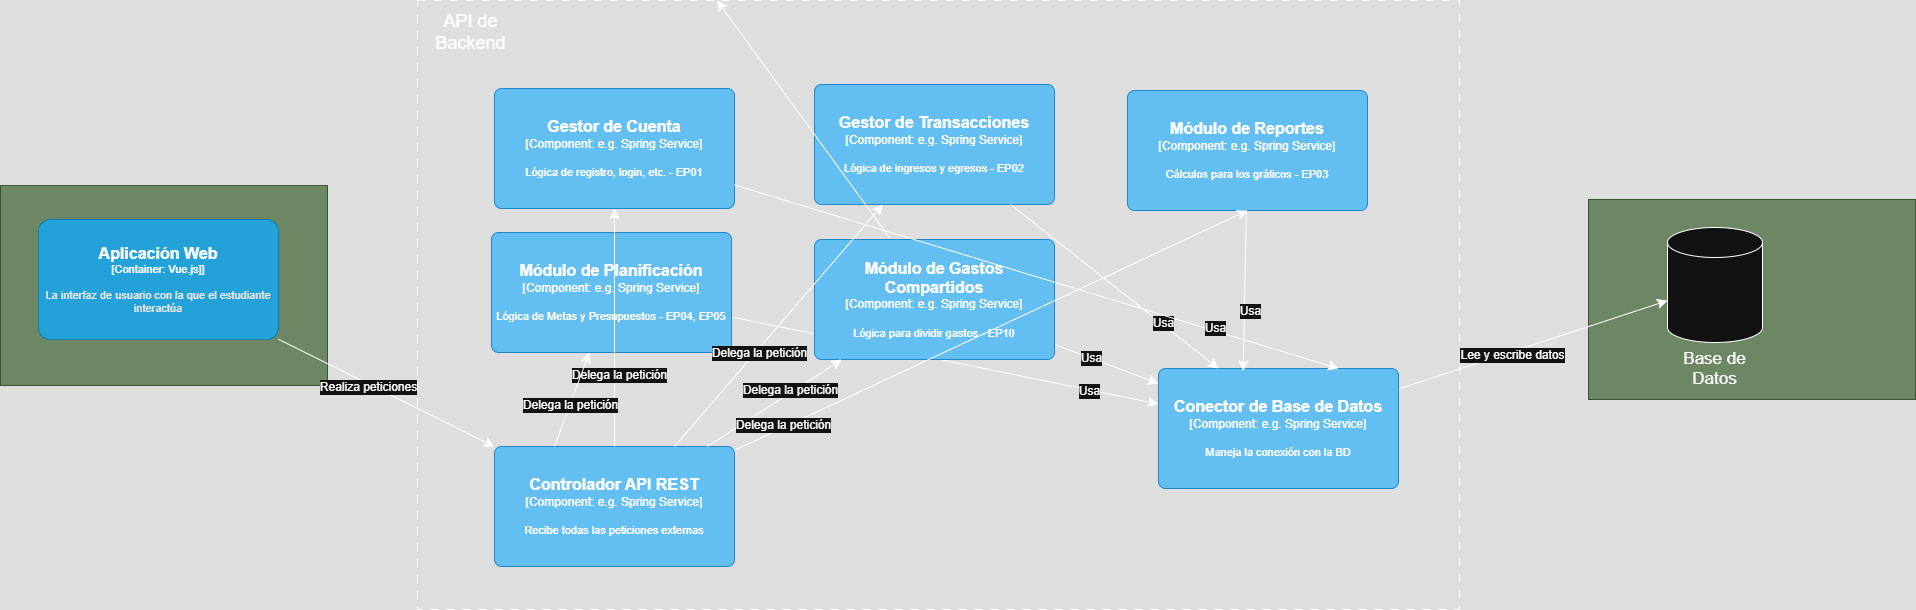 API de
Backend
Gestor de Cuenta
[Component: e.g. Spring Service]
Lógica de registro, login, etc. - EP01
Gestor de Transacciones
[Component: e.g. Spring Service]
Lógica de ingresos y egresos - EP02
Módulo de Reportes
[Component: e.g. Spring Service]
Cálculos para los gráficos - EP03
Aplicación Web
[Container: Vue.js]]
La interfaz de usuario con la que el estudiante
interactúa
Módulo de Planificación
[Component: e.g. Spring Service]
Lógica de Metas y Presupuestos - EP04, EP05
Módulo de Gastos
Compartidos
[Component: e.g. Spring Service]
Lógica para dividir gastos - EP10
Usa
Usa
Usa
Usa
Usa
Delega la petición
Delega la petición
Delega la petición
Delega la petición
Delega la petición
Realiza peticiones
Lee y escribe datos
Base de
Datos
Conector de Base de Datos
[Component: e.g. Spring Service]
Maneja la conexión con la BD
Controlador API REST
[Component: e.g. Spring Service]
Recibe todas las peticiones externas